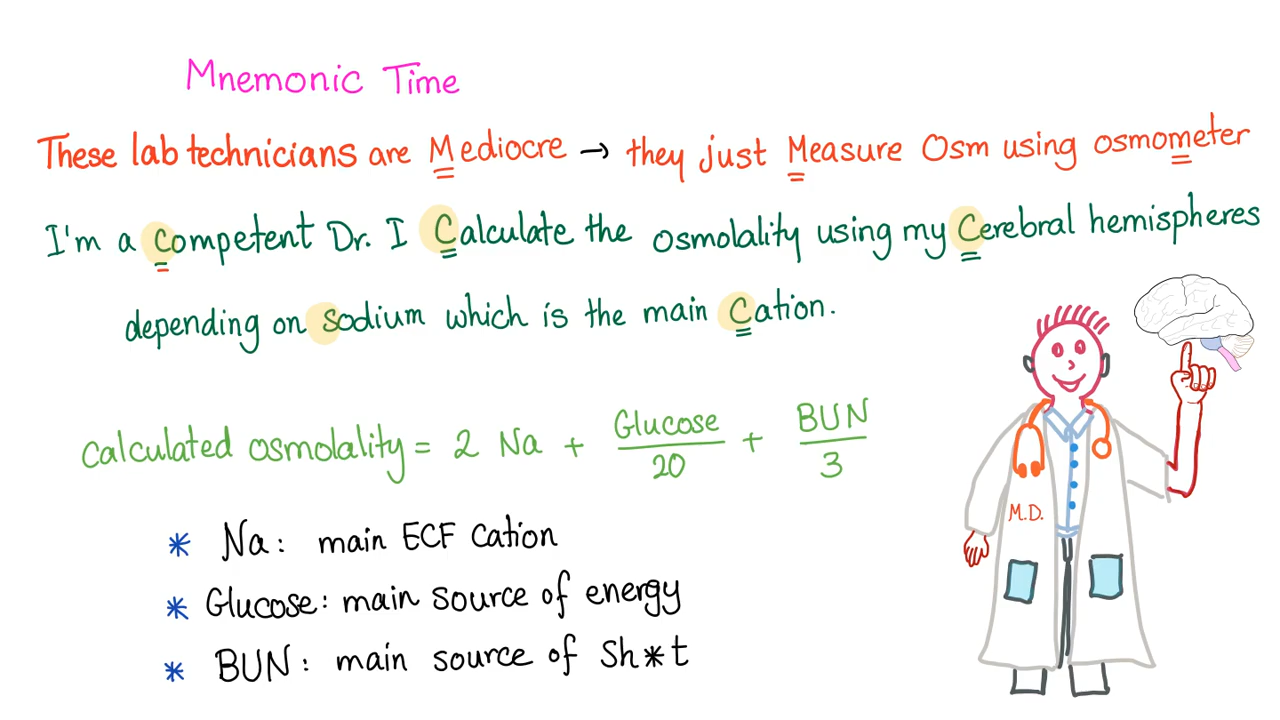 Mnemonic Time
These lab technicians are Mediocre → they just Measure Osm using osmometer
I'm a competent Dr. I Calculate the osmolality using my Cerebral hemispheres
depending on sodium which is the main Cation.
Calculated osmolality = 2 Na + Glucose/20 + BUN/3
* Na: main ECF cation
* Glucose: main source of energy
* BUN: main source of Sh*t
M.D.